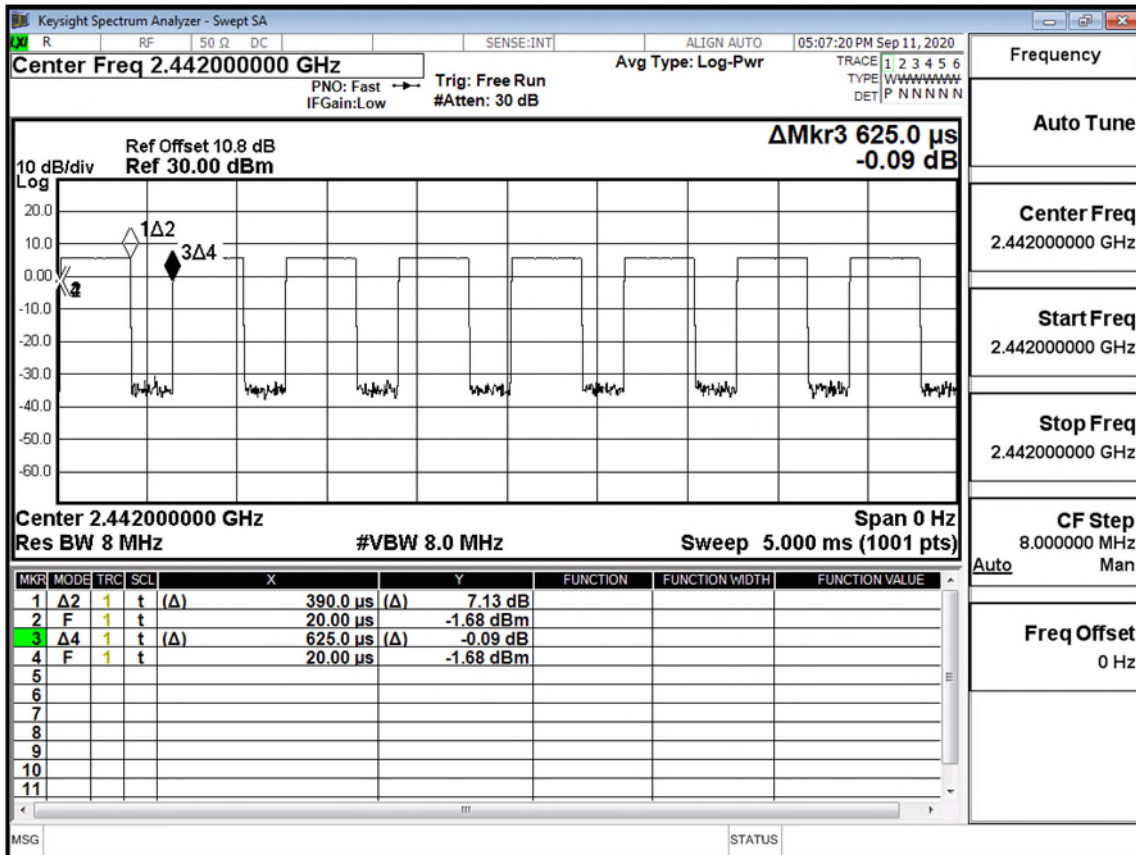 Keysight Spectrum Analyzer - Swept SA
LXI R RF 50 Ω DC SENSE:INT ALIGN AUTO 05:07:20 PM Sep 11, 2020
Center Freq 2.442000000 GHz
PNO: Fast
IFGain:Low
Trig: Free Run
#Atten: 30 dB
Avg Type: Log-Pwr
TRACE 1 2 3 4 5 6
TYPE WWWWWW
DET P N N N N N
ΔMkr3 625.0 µs
-0.09 dB
Ref Offset 10.8 dB
10 dB/div Ref 30.00 dBm
Log
20.0
10.0
0.00
-10.0
-20.0
-30.0
-40.0
-50.0
-60.0
1Δ2
3Δ4
Center 2.442000000 GHz Span 0 Hz
Res BW 8 MHz #VBW 8.0 MHz Sweep 5.000 ms (1001 pts)
MKR MODE TRC SCL X Y FUNCTION FUNCTION WIDTH FUNCTION VALUE
1 Δ2 1 t (Δ) 390.0 µs (Δ) 7.13 dB
2 F 1 t 20.00 µs -1.68 dBm
3 Δ4 1 t (Δ) 625.0 µs (Δ) -0.09 dB
4 F 1 t 20.00 µs -1.68 dBm
5
6
7
8
9
10
11
MSG STATUS
Frequency
Auto Tune
Center Freq
2.442000000 GHz
Start Freq
2.442000000 GHz
Stop Freq
2.442000000 GHz
CF Step
8.000000 MHz
Auto Man
Freq Offset
0 Hz